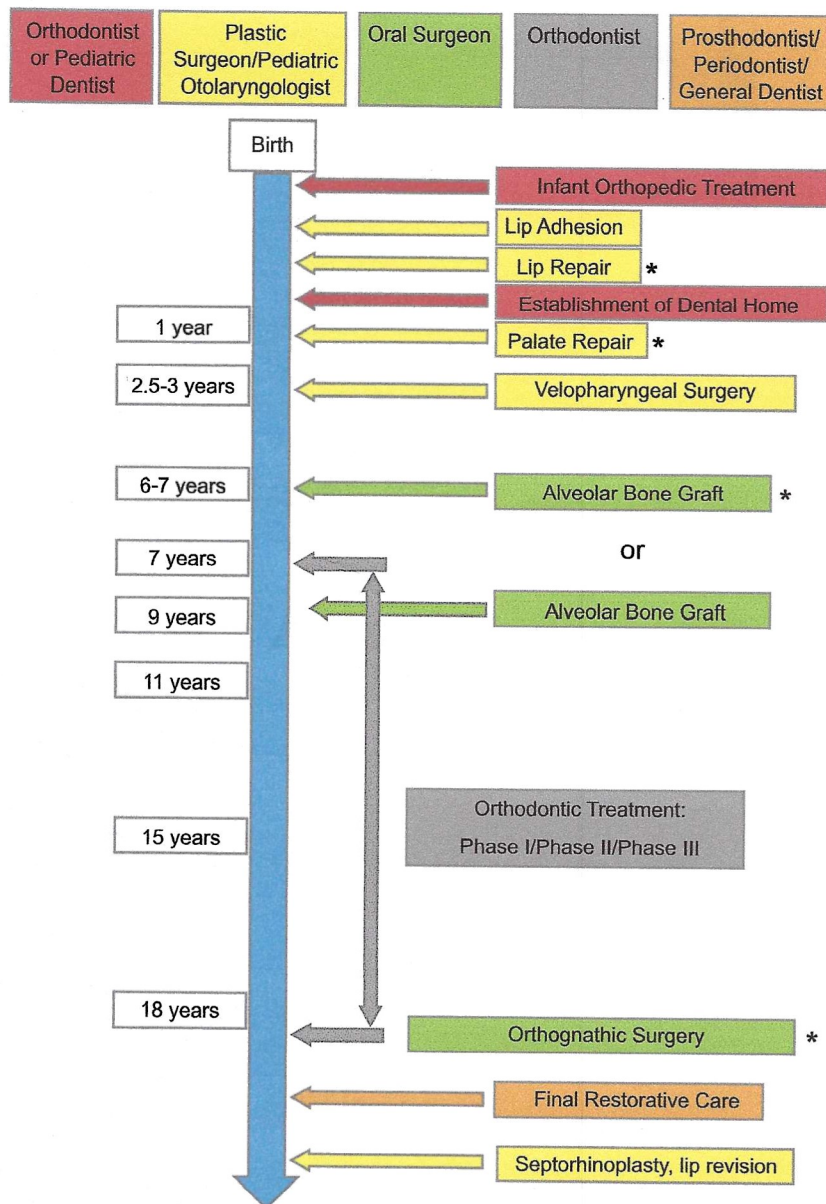 Orthodontist
or Pediatric
Dentist
Plastic
Surgeon/Pediatric
Otolaryngologist
Oral Surgeon
Orthodontist
Prosthodontist/
Periodontist/
General Dentist
Birth
Infant Orthopedic Treatment
Lip Adhesion
Lip Repair *
Establishment of Dental Home
1 year
Palate Repair *
2.5-3 years
Velopharyngeal Surgery
6-7 years
Alveolar Bone Graft *
or
7 years
9 years
Alveolar Bone Graft
11 years
Orthodontic Treatment:
Phase I/Phase II/Phase III
15 years
18 years
Orthognathic Surgery *
Final Restorative Care
Septorhinoplasty, lip revision